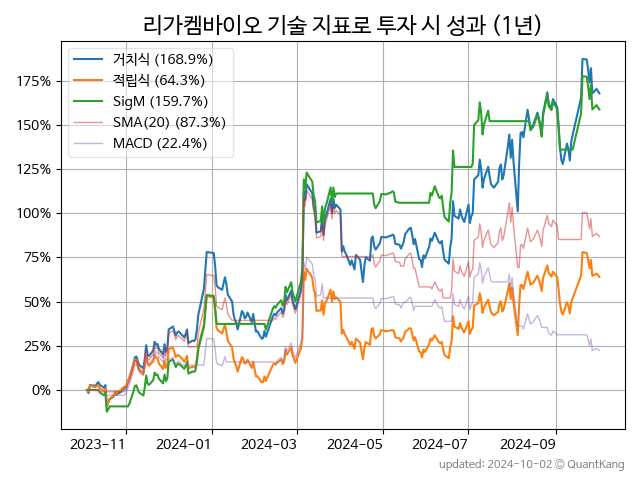 리가켐바이오 기술 지표로 투자 시 성과 (1년)
거치식 (168.9%)
적립식 (64.3%)
SigM (159.7%)
SMA(20) (87.3%)
MACD (22.4%)
175%
150%
125%
100%
75%
50%
25%
0%
2023-11 2024-01 2024-03 2024-05 2024-07 2024-09
updated: 2024-10-02 © QuantKang